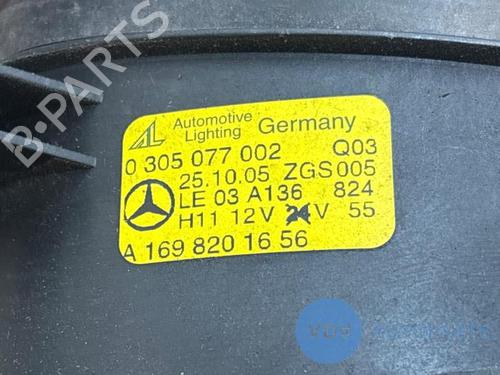 B-PARTS
AL Automotive Lighting Germany
0 305 077 002 Q03
25.10.05 ZGS 005
LE 03 A136 824
H11 12V 24V 55
A 169 820 16 56